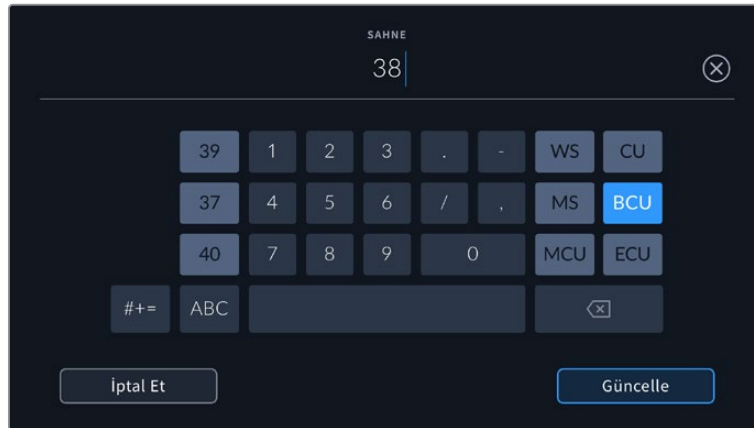 SAHNE
38
39 1 2 3 . - WS CU
37 4 5 6 / , MS BCU
40 7 8 9 0 MCU ECU
#+= ABC
İptal Et Güncelle